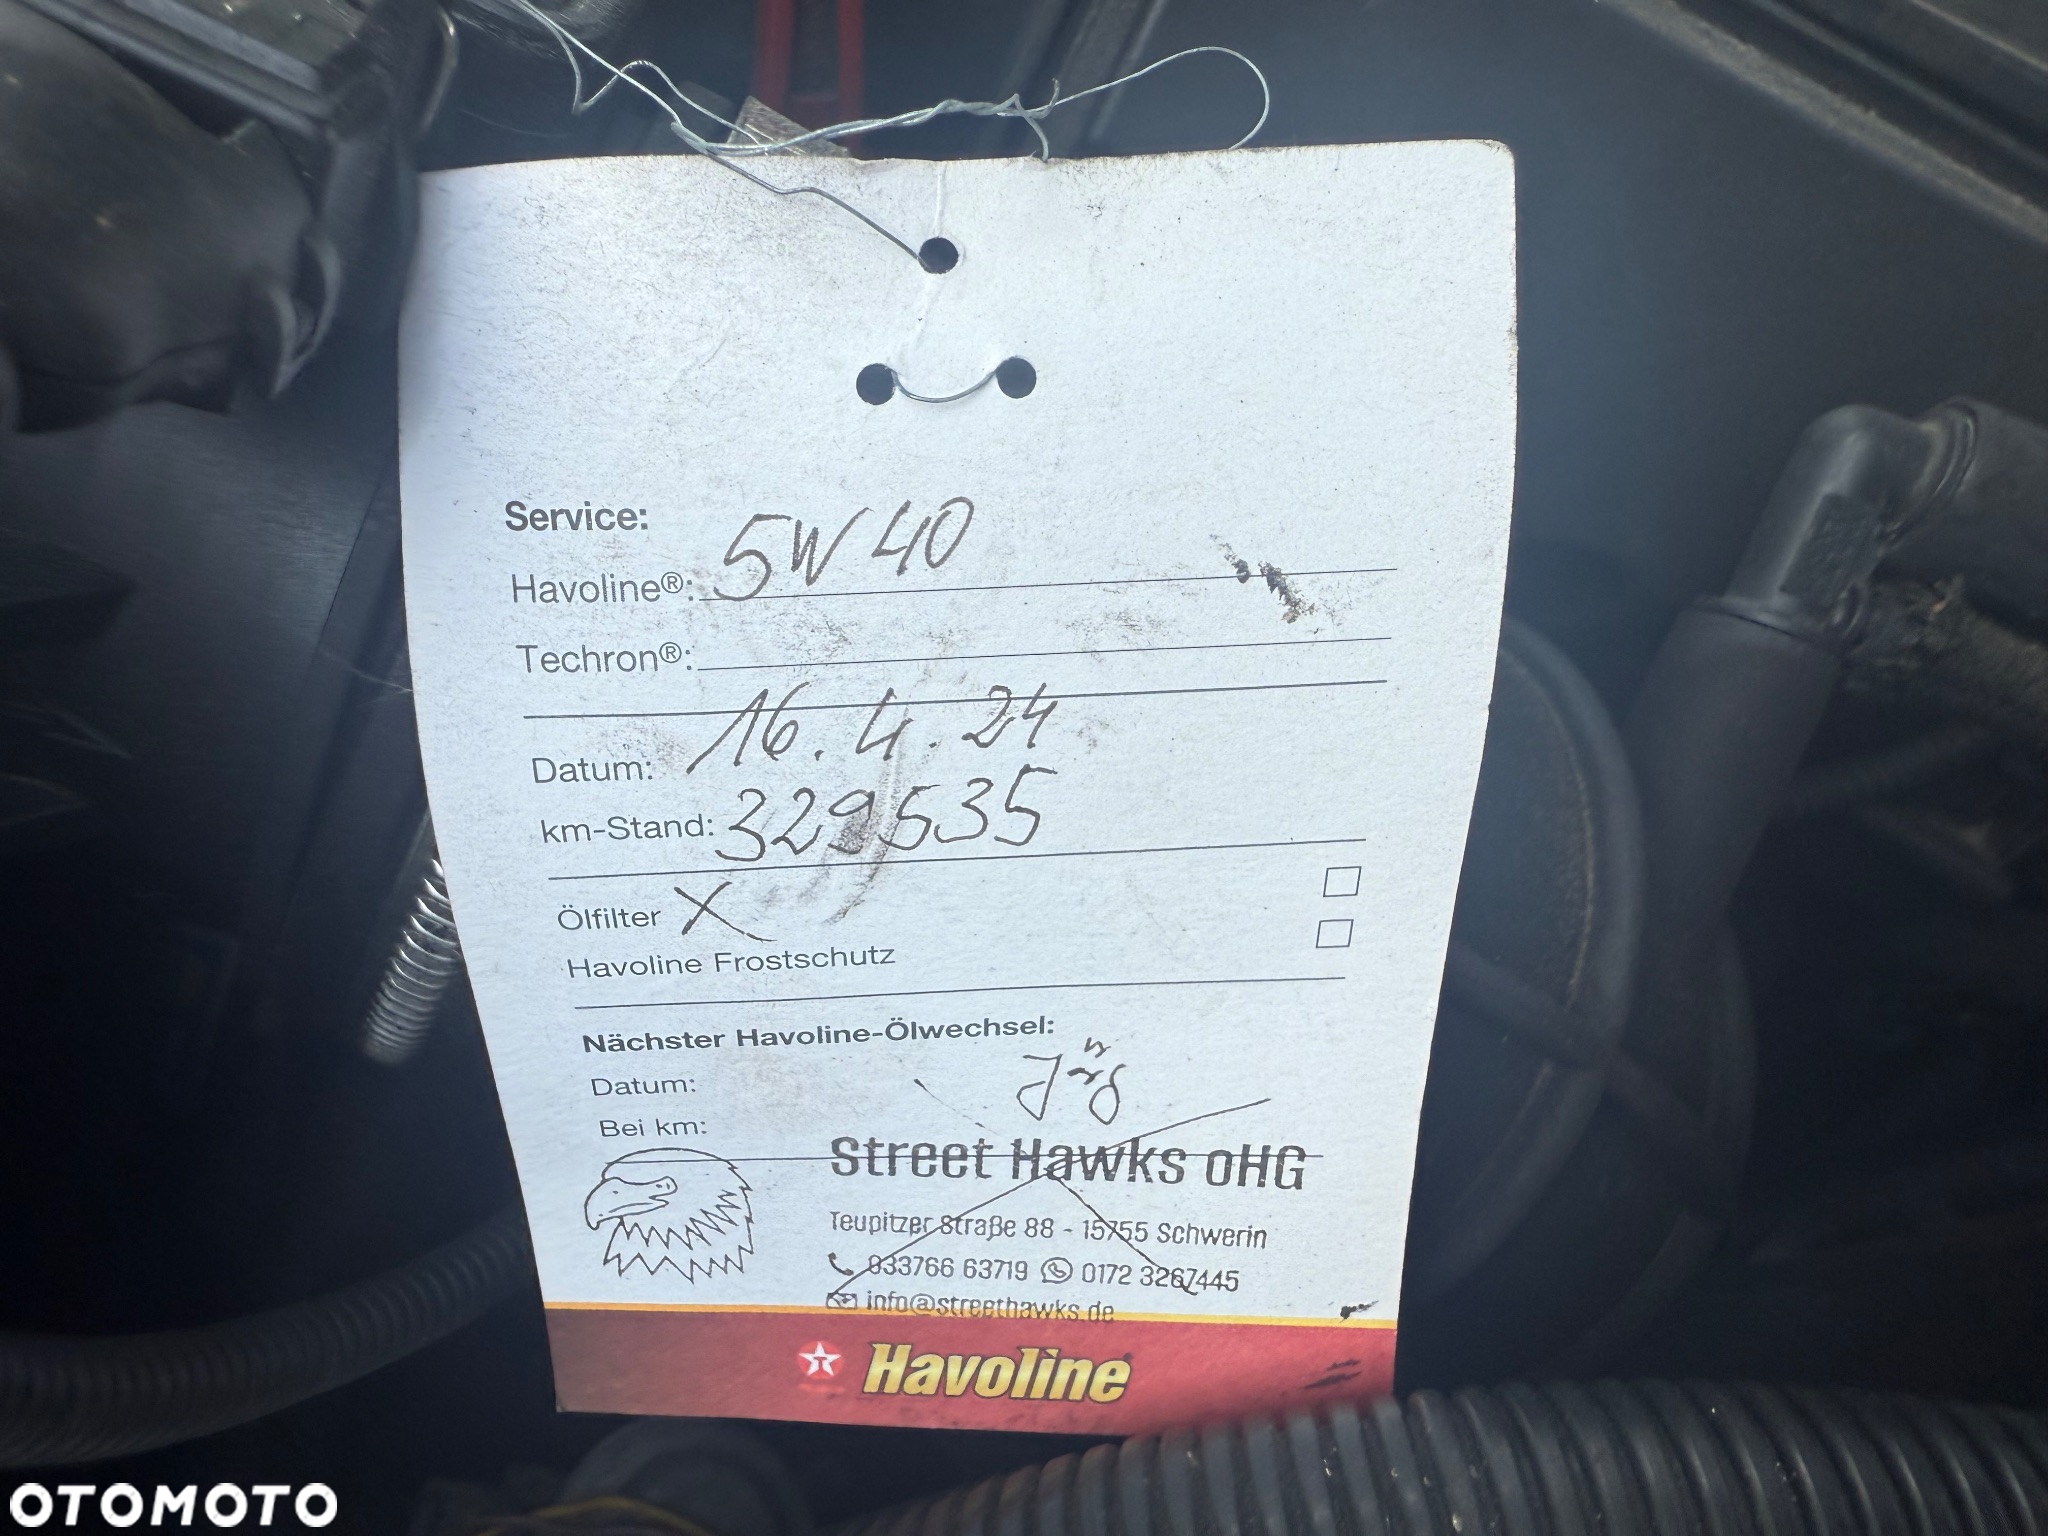 Service:
Havoline®: 5W40
Techron®:
Datum: 16.4.24
km-Stand: 329535
Ölfilter X
Havoline Frostschutz
Nächster Havoline-Ölwechsel:
Datum:
Bei km:
Street Hawks oHG
Teupitzer Straße 88 - 15755 Schwerin
033766 63719 0172 3267445
info@streethawks.de
Havoline
OTOMOTO